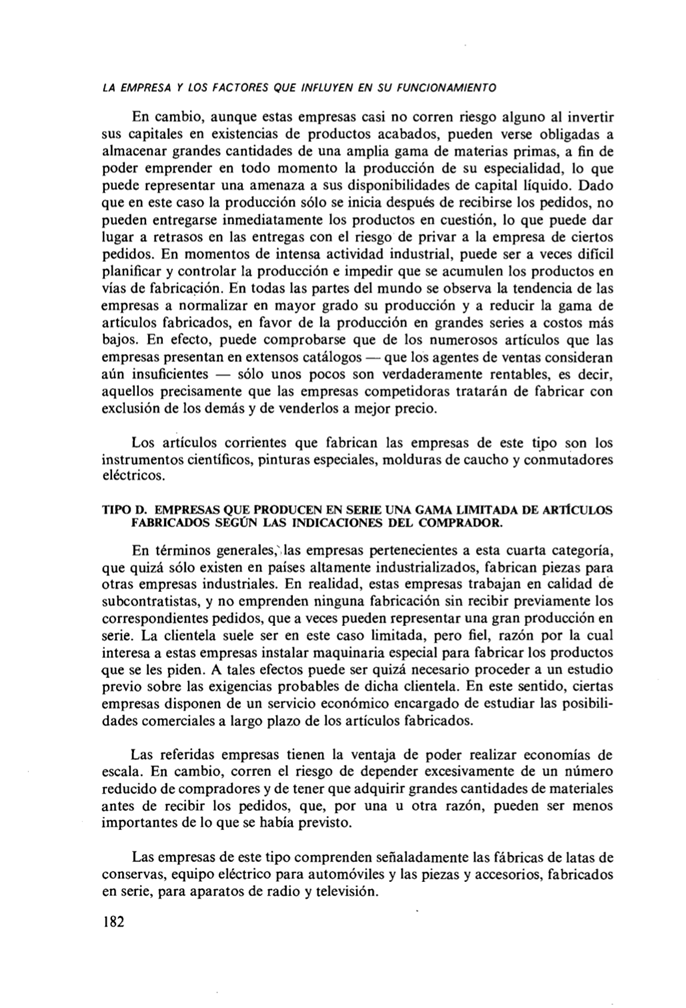 LA EMPRESA Y LOS FACTORES QUE INFLUYEN EN SU FUNCIONAMIENTO
En cambio, aunque estas empresas casi no corren riesgo alguno al invertir
sus capitales en existencias de productos acabados, pueden verse obligadas a
almacenar grandes cantidades de una amplia gama de materias primas, a fin de
poder emprender en todo momento la producción de su especialidad, lo que
puede representar una amenaza a sus disponibilidades de capital líquido. Dado
que en este caso la producción sólo se inicia después de recibirse los pedidos, no
pueden entregarse inmediatamente los productos en cuestión, lo que puede dar
lugar a retrasos en las entregas con el riesgo de privar a la empresa de ciertos
pedidos. En momentos de intensa actividad industrial, puede ser a veces difícil
planificar y controlar la producción e impedir que se acumulen los productos en
vías de fabricación. En todas las partes del mundo se observa la tendencia de las
empresas a normalizar en mayor grado su producción y a reducir la gama de
artículos fabricados, en favor de la producción en grandes series a costos más
bajos. En efecto, puede comprobarse que de los numerosos artículos que las
empresas presentan en extensos catálogos — que los agentes de ventas consideran
aún insuficientes — sólo unos pocos son verdaderamente rentables, es decir,
aquellos precisamente que las empresas competidoras tratarán de fabricar con
exclusión de los demás y de venderlos a mejor precio.
Los artículos corrientes que fabrican las empresas de este tipo son los
instrumentos científicos, pinturas especiales, molduras de caucho y conmutadores
eléctricos.
TIPO D. EMPRESAS QUE PRODUCEN EN SERIE UNA GAMA LIMITADA DE ARTÍCULOS
FABRICADOS SEGÚN LAS INDICACIONES DEL COMPRADOR.
En términos generales, las empresas pertenecientes a esta cuarta categoría,
que quizá sólo existen en países altamente industrializados, fabrican piezas para
otras empresas industriales. En realidad, estas empresas trabajan en calidad de
subcontratistas, y no emprenden ninguna fabricación sin recibir previamente los
correspondientes pedidos, que a veces pueden representar una gran producción en
serie. La clientela suele ser en este caso limitada, pero fiel, razón por la cual
interesa a estas empresas instalar maquinaria especial para fabricar los productos
que se les piden. A tales efectos puede ser quizá necesario proceder a un estudio
previo sobre las exigencias probables de dicha clientela. En este sentido, ciertas
empresas disponen de un servicio económico encargado de estudiar las posibili-
dades comerciales a largo plazo de los artículos fabricados.
Las referidas empresas tienen la ventaja de poder realizar economías de
escala. En cambio, corren el riesgo de depender excesivamente de un número
reducido de compradores y de tener que adquirir grandes cantidades de materiales
antes de recibir los pedidos, que, por una u otra razón, pueden ser menos
importantes de lo que se había previsto.
Las empresas de este tipo comprenden señaladamente las fábricas de latas de
conservas, equipo eléctrico para automóviles y las piezas y accesorios, fabricados
en serie, para aparatos de radio y televisión.
182